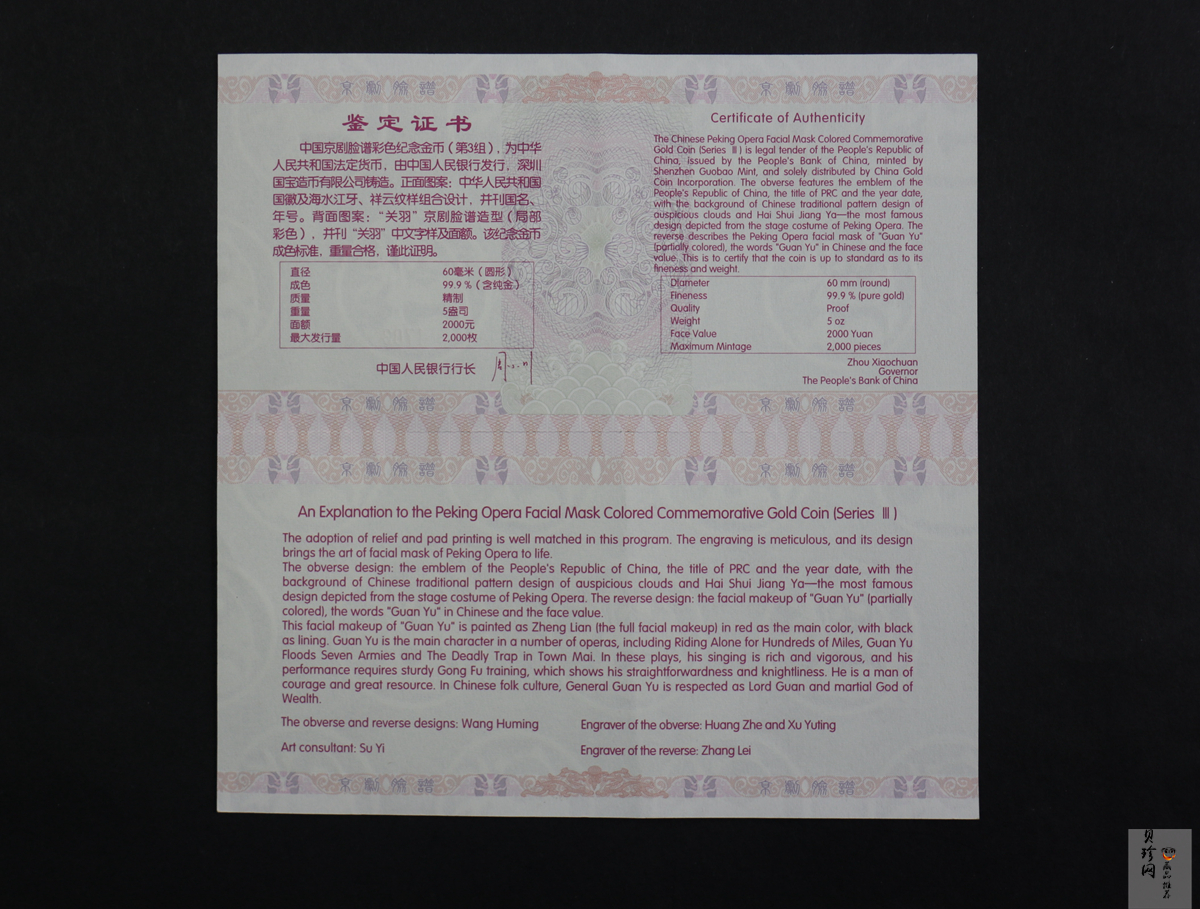 京剧脸谱 京剧脸谱
鉴定证书
中国京剧脸谱彩色纪念金币（第3组），为中华
人民共和国法定货币，由中国人民银行发行，深圳
国宝造币有限公司铸造。正面图案：中华人民共和国
国徽及海水江牙、祥云纹样组合设计，并刊国名、
年号。背面图案：“关羽”京剧脸谱造型（局部
彩色），并刊“关羽”中文字样及面额。该纪念金币
成色标准，重量合格，谨此证明。
直径 60毫米（圆形）
成色 99.9％（含纯金）
质量 精制
重量 5盎司
面额 2000元
最大发行量 2,000枚
中国人民银行行长
Certificate of Authenticity
The Chinese Peking Opera Facial Mask Colored Commemorative
Gold Coin (Series Ⅲ) is legal tender of the People's Republic of
China, issued by the People's Bank of China, minted by
Shenzhen Guobao Mint, and solely distributed by China Gold
Coin Incorporation. The obverse features the emblem of the
People's Republic of China, the title of PRC and the year date,
with the background of Chinese traditional pattern design of
auspicious clouds and Hai Shui Jiang Ya—the most famous
design depicted from the stage costume of Peking Opera. The
reverse describes the Peking Opera facial mask of "Guan Yu"
(partially colored), the words "Guan Yu" in Chinese and the face
value. This is to certify that the coin is up to standard as to its
fineness and weight.
Diameter 60 mm (round)
Fineness 99.9 % (pure gold)
Quality Proof
Weight 5 oz
Face Value 2000 Yuan
Maximum Mintage 2,000 pieces
Zhou Xiaochuan
Governor
The People's Bank of China
京剧脸谱 京剧脸谱
京剧脸谱 京剧脸谱
An Explanation to the Peking Opera Facial Mask Colored Commemorative Gold Coin (Series Ⅲ)
The adoption of relief and pad printing is well matched in this program. The engraving is meticulous, and its design
brings the art of facial mask of Peking Opera to life.
The obverse design: the emblem of the People's Republic of China, the title of PRC and the year date, with the
background of Chinese traditional pattern design of auspicious clouds and Hai Shui Jiang Ya—the most famous
design depicted from the stage costume of Peking Opera. The reverse design: the facial makeup of "Guan Yu" (partially
colored), the words "Guan Yu" in Chinese and the face value.
This facial makeup of "Guan Yu" is painted as Zheng Lian (the full facial makeup) in red as the main color, with black
as lining. Guan Yu is the main character in a number of operas, including Riding Alone for Hundreds of Miles, Guan Yu
Floods Seven Armies and The Deadly Trap in Town Mai. In these plays, his singing is rich and vigorous, and his
performance requires sturdy Gong Fu training, which shows his straightforwardness and knightliness. He is a man of
courage and great resource. In Chinese folk culture, General Guan Yu is respected as Lord Guan and martial God of
Wealth.
The obverse and reverse designs: Wang Huming
Engraver of the obverse: Huang Zhe and Xu Yuting
Art consultant: Su Yi
Engraver of the reverse: Zhang Lei
京剧脸谱 京剧脸谱
贝珍网